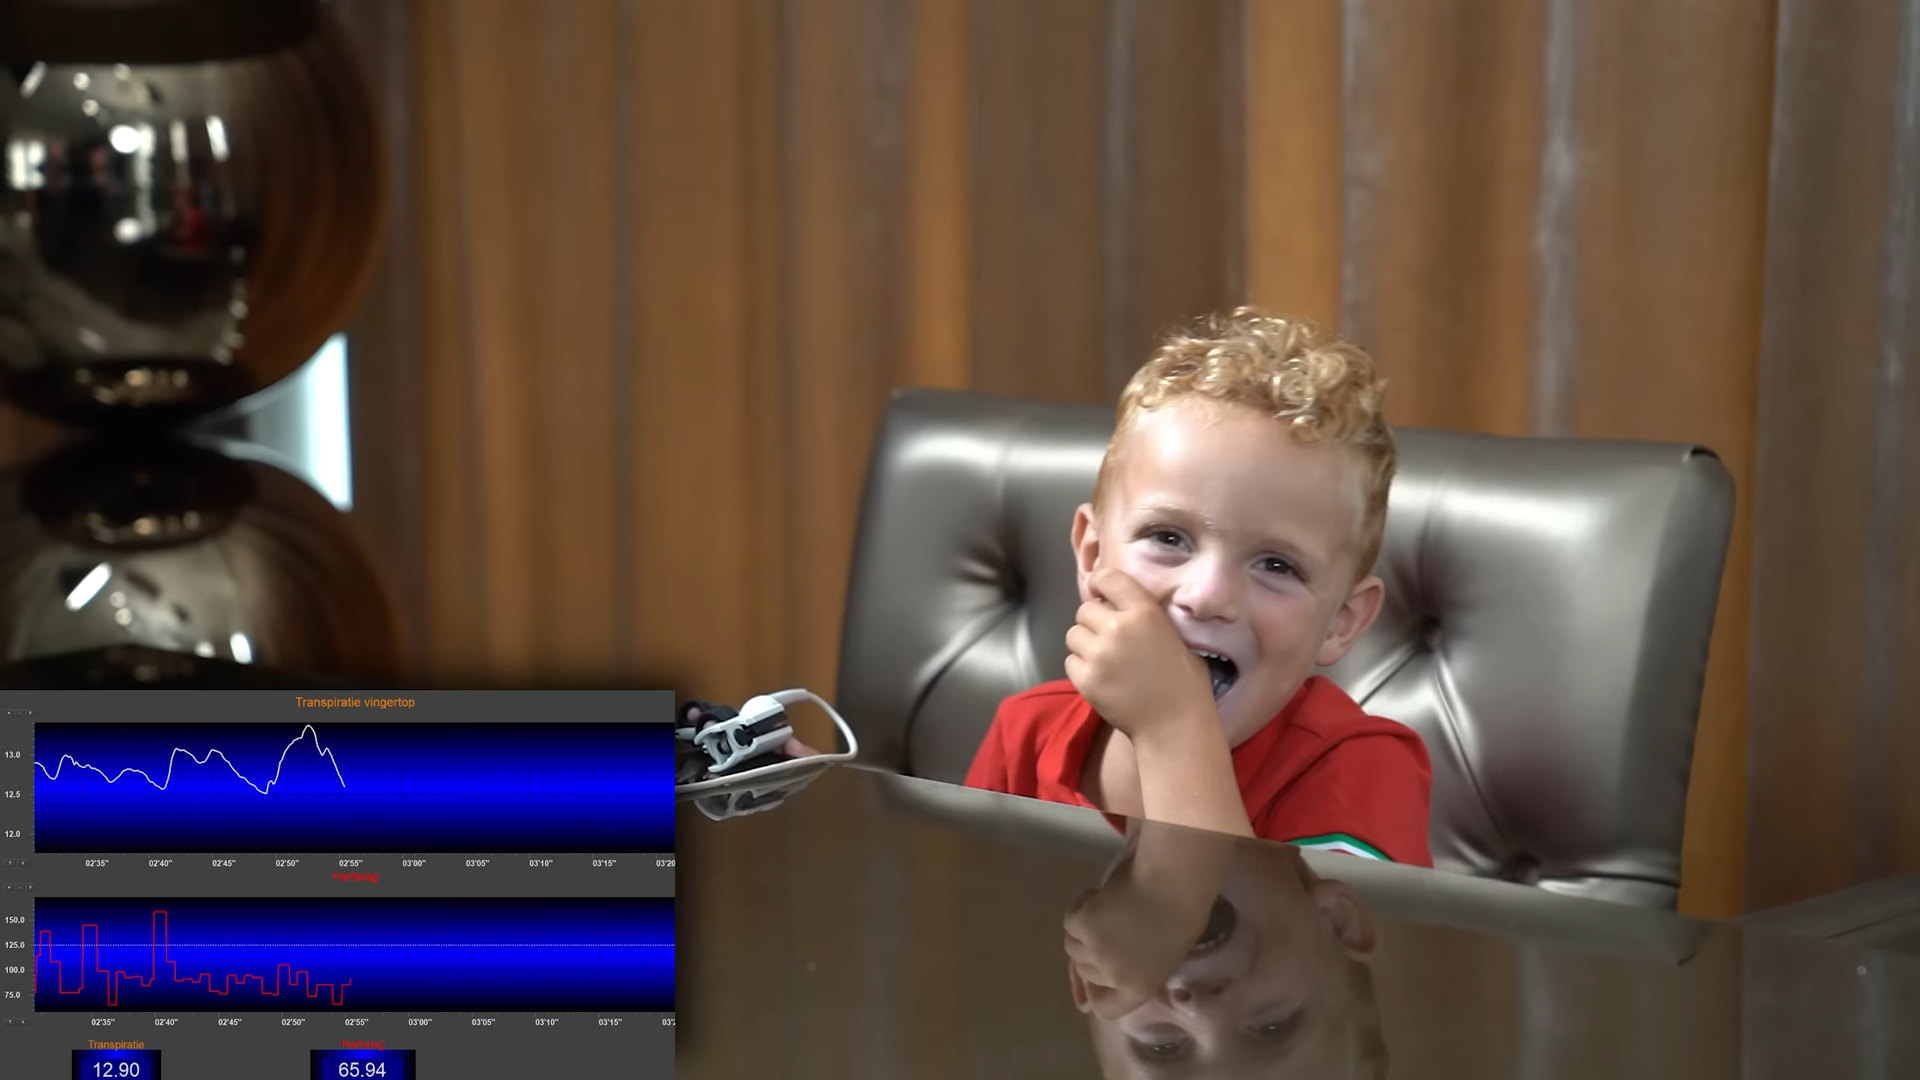 Transpiratie vingertop
13.0
12.5
12.0
02'35" 02'40" 02'45" 02'50" 02'55" 03'00" 03'05" 03'10" 03'15" 03'20
Hartslag
150.0
125.0
100.0
75.0
02'35" 02'40" 02'45" 02'50" 02'55" 03'00" 03'05" 03'10" 03'15"
Transpiratie Hartslag
12.90 65.94